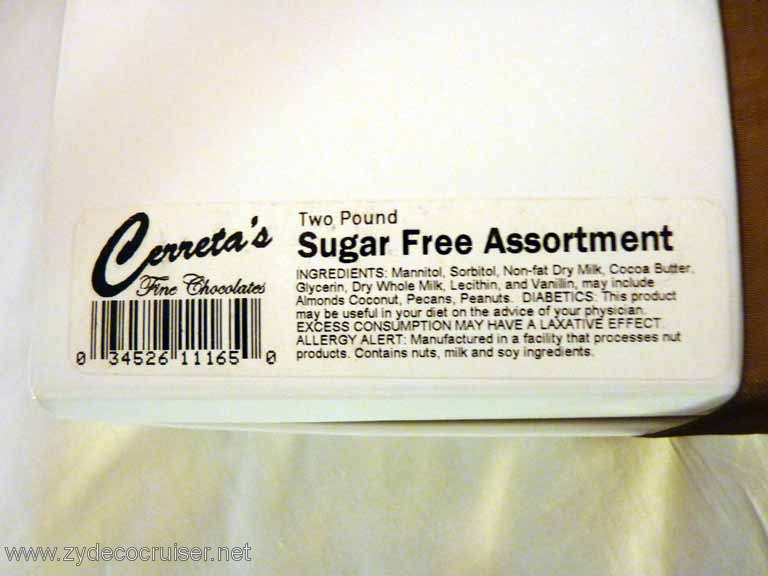 Cerreta's
Fine Chocolates
0 34526 11165 0
Two Pound
Sugar Free Assortment
INGREDIENTS: Mannitol, Sorbitol, Non-fat Dry Milk, Cocoa Butter,
Glycerin, Dry Whole Milk, Lecithin, and Vanillin, may include
Almonds Coconut, Pecans, Peanuts. DIABETICS: This product
may be useful in your diet on the advice of your physician.
EXCESS CONSUMPTION MAY HAVE A LAXATIVE EFFECT.
ALLERGY ALERT: Manufactured in a facility that processes nut
products. Contains nuts, milk and soy ingredients.
www.zydecocruiser.net